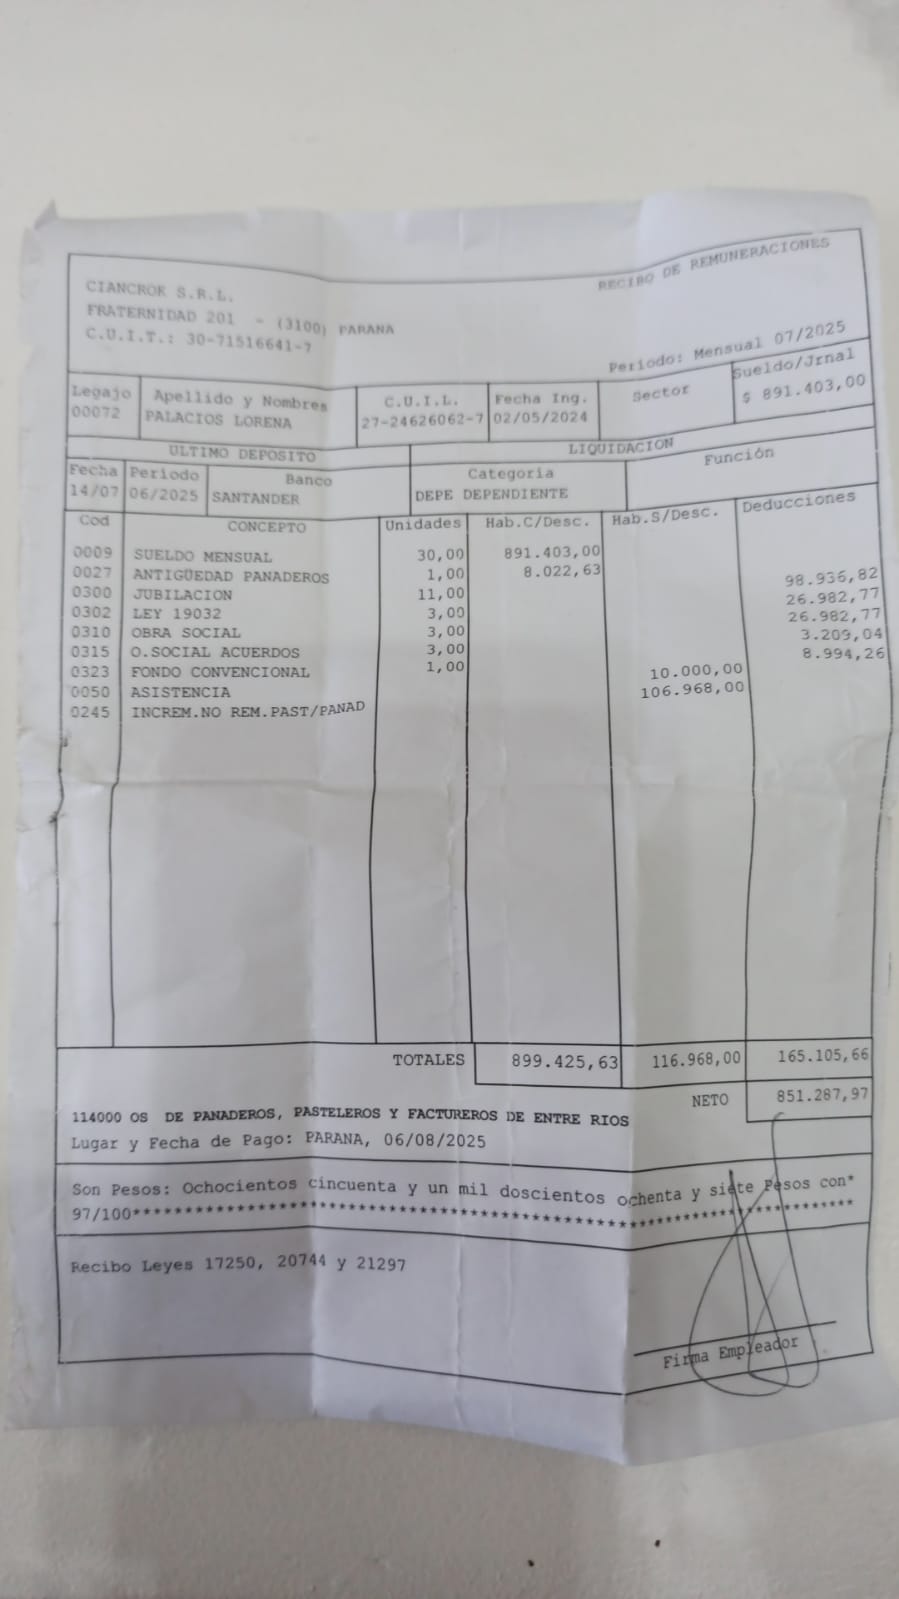 RECIBO DE REMUNERACIONES
CIANCROK S.R.L.
FRATERNIDAD 201 - (3100) PARANA
C.U.I.T.: 30-71516641-7
Periodo: Mensual 07/2025
Legajo Apellido y Nombres C.U.I.L. Fecha Ing. Sector Sueldo/Jrnal
00072 PALACIOS LORENA 27-24626062-7 02/05/2024 $ 891.403,00
ULTIMO DEPOSITO LIQUIDACION
Fecha Periodo Banco Categoria Función
14/07 06/2025 SANTANDER DEPE DEPENDIENTE
Cod CONCEPTO Unidades Hab.C/Desc. Hab.S/Desc. Deducciones
0009 SUELDO MENSUAL 30,00 891.403,00
0027 ANTIGÜEDAD PANADEROS 1,00 8.022,63
0300 JUBILACION 11,00 98.936,82
0302 LEY 19032 3,00 26.982,77
0310 OBRA SOCIAL 3,00 26.982,77
0315 O.SOCIAL ACUERDOS 3,00 3.209,04
0323 FONDO CONVENCIONAL 1,00 8.994,26
0050 ASISTENCIA 10.000,00
0245 INCREM.NO REM.PAST/PANAD 106.968,00
TOTALES 899.425,63 116.968,00 165.105,66
NETO 851.287,97
114000 OS DE PANADEROS, PASTELEROS Y FACTUREROS DE ENTRE RIOS
Lugar y Fecha de Pago: PARANA, 06/08/2025
Son Pesos: Ochocientos cincuenta y un mil doscientos ochenta y siete Pesos con*
97/100*********************************************************************
Recibo Leyes 17250, 20744 y 21297
Firma Empleador